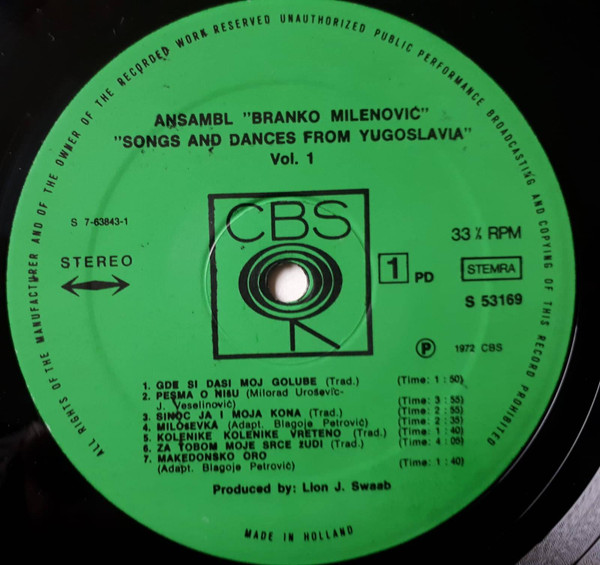 ALL RIGHTS OF THE MANUFACTURER AND OF THE OWNER OF THE RECORDED WORK RESERVED UNAUTHORIZED PUBLIC PERFORMANCE BROADCASTING AND COPYING OF THIS RECORD PROHIBITED
ANSAMBL "BRANKO MILENOVIĆ"
"SONGS AND DANCES FROM YUGOSLAVIA"
Vol. 1
S 7-63843-1
STEREO
CBS
1 PD
33 ⅓ RPM
STEMRA
S 53169
Ⓟ 1972 CBS
1. GDE SI DASI MOJ GOLUBE (Trad.) (Time: 1:50)
2. PESMA O NIŠU (Milorad Urošević-
J. Veselinović) (Time: 3:55)
3. SINOĆ JA I MOJA KONA (Trad.) (Time: 2:55)
4. MILOŠEVKA (Adapt. Blagoje Petrović) (Time: 2:35)
5. KOLENIKE KOLENIKE VRETENO (Trad.) (Time: 1:40)
6. ZA TOBOM MOJE SRCE ŽUDI (Trad.) (Time: 4:05)
7. MAKEDONSKO ORO
(Adapt. Blagoje Petrović) (Time: 1:40)
Produced by: Lion J. Swaab
MADE IN HOLLAND